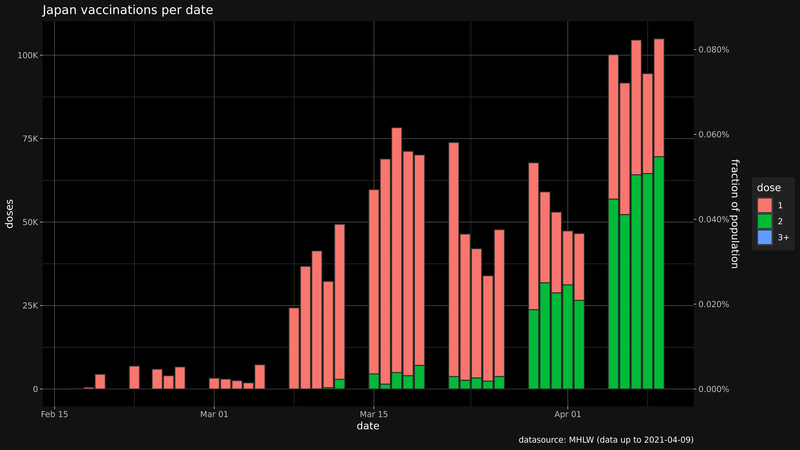 Japan vaccinations per date
100K
75K
50K
25K
0
doses
Feb 15
Mar 01
Mar 15
Apr 01
date
0.080%
0.060%
0.040%
0.020%
0.000%
fraction of population
dose
1
2
3+
datasource: MHLW (data up to 2021-04-09)